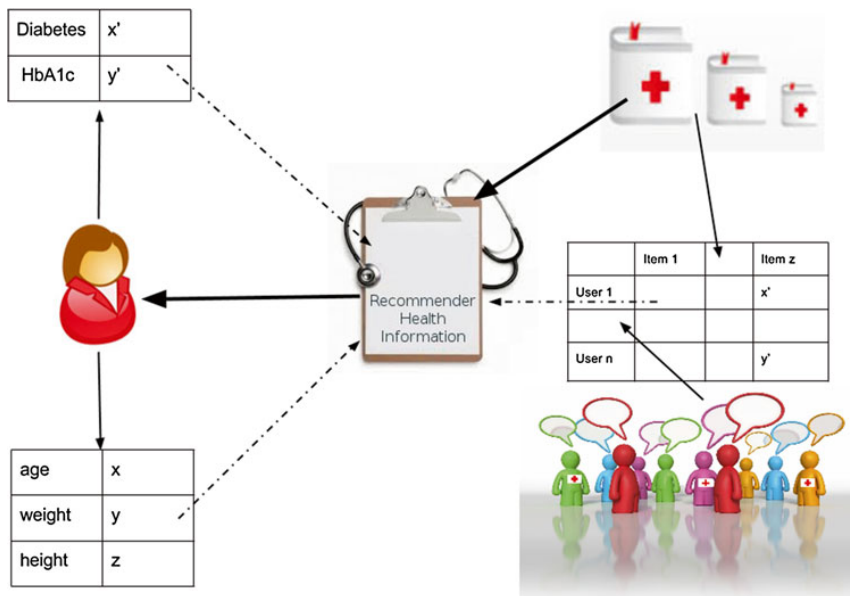 Diabetes x'
HbA1c y'
Item 1 Item z
User 1 x'
User n y'
Recommender
Health
Information
age x
weight y
height z